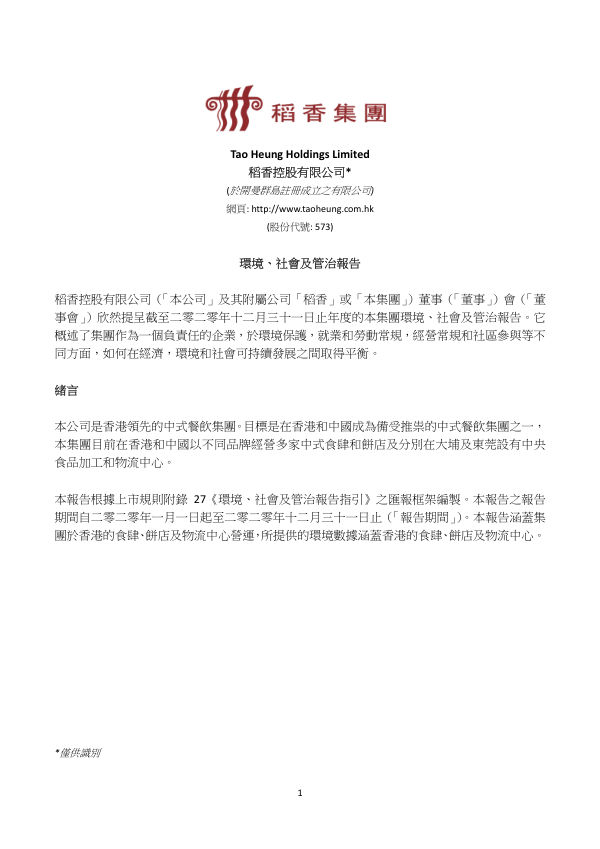 稻香集團
Tao Heung Holdings Limited
稻香控股有限公司*
(於開曼群島註冊成立之有限公司)
網頁: http://www.taoheung.com.hk
(股份代號: 573)
環境、社會及管治報告
稻香控股有限公司（「本公司」及其附屬公司「稻香」或「本集團」）董事（「董事」）會（「董
事會」）欣然提呈截至二零二零年十二月三十一日止年度的本集團環境、社會及管治報告。它
概述了集團作為一個負責任的企業，於環境保護，就業和勞動常規，經營常規和社區參與等不
同方面，如何在經濟，環境和社會可持續發展之間取得平衡。
緒言
本公司是香港領先的中式餐飲集團。目標是在香港和中國成為備受推崇的中式餐飲集團之一，
本集團目前在香港和中國以不同品牌經營多家中式食肆和餅店及分別在大埔及東莞設有中央
食品加工和物流中心。
本報告根據上市規則附錄 27《環境、社會及管治報告指引》之匯報框架編製。本報告之報告
期間自二零二零年一月一日起至二零二零年十二月三十一日止（「報告期間」）。本報告涵蓋集
團於香港的食肆、餅店及物流中心營運，所提供的環境數據涵蓋香港的食肆、餅店及物流中心。
*僅供識別
1